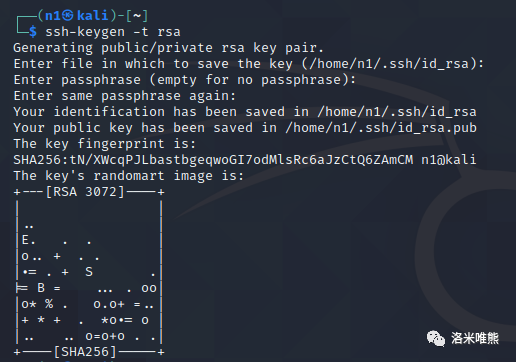 ┌──(n1㉿kali)-[~]
└─$ ssh-keygen -t rsa
Generating public/private rsa key pair.
Enter file in which to save the key (/home/n1/.ssh/id_rsa):
Enter passphrase (empty for no passphrase):
Enter same passphrase again:
Your identification has been saved in /home/n1/.ssh/id_rsa
Your public key has been saved in /home/n1/.ssh/id_rsa.pub
The key fingerprint is:
SHA256:tN/XWcqPJLbastbgeqwoGI7odMlsRc6aJzCtQ6ZAmCM n1@kali
The key's randomart image is:
+---[RSA 3072]----+
|                 |
|..               |
|E.   .  .        |
|o.. +  . .       |
|*= . +  S       .|
|= B =    ... . oo|
|o* % .   o.o+ =..|
|+ * +  .  *o*= o |
|..   .. o=o+o . .|
+----[SHA256]-----+
洛米唯熊